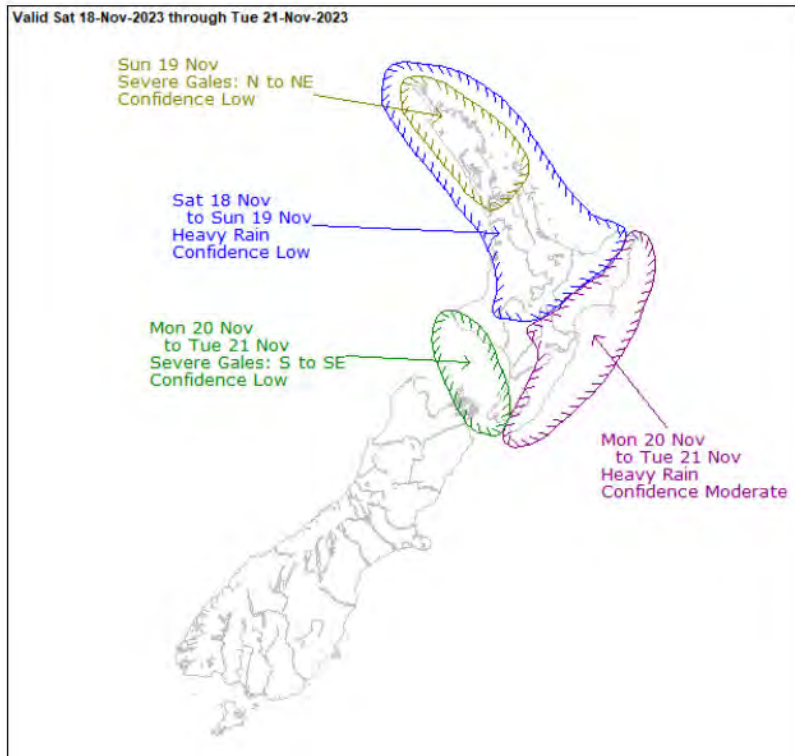 Valid Sat 18-Nov-2023 through Tue 21-Nov-2023
Sun 19 Nov
Severe Gales: N to NE
Confidence Low
Sat 18 Nov
to Sun 19 Nov
Heavy Rain
Confidence Low
Mon 20 Nov
to Tue 21 Nov
Severe Gales: S to SE
Confidence Low
Mon 20 Nov
to Tue 21 Nov
Heavy Rain
Confidence Moderate